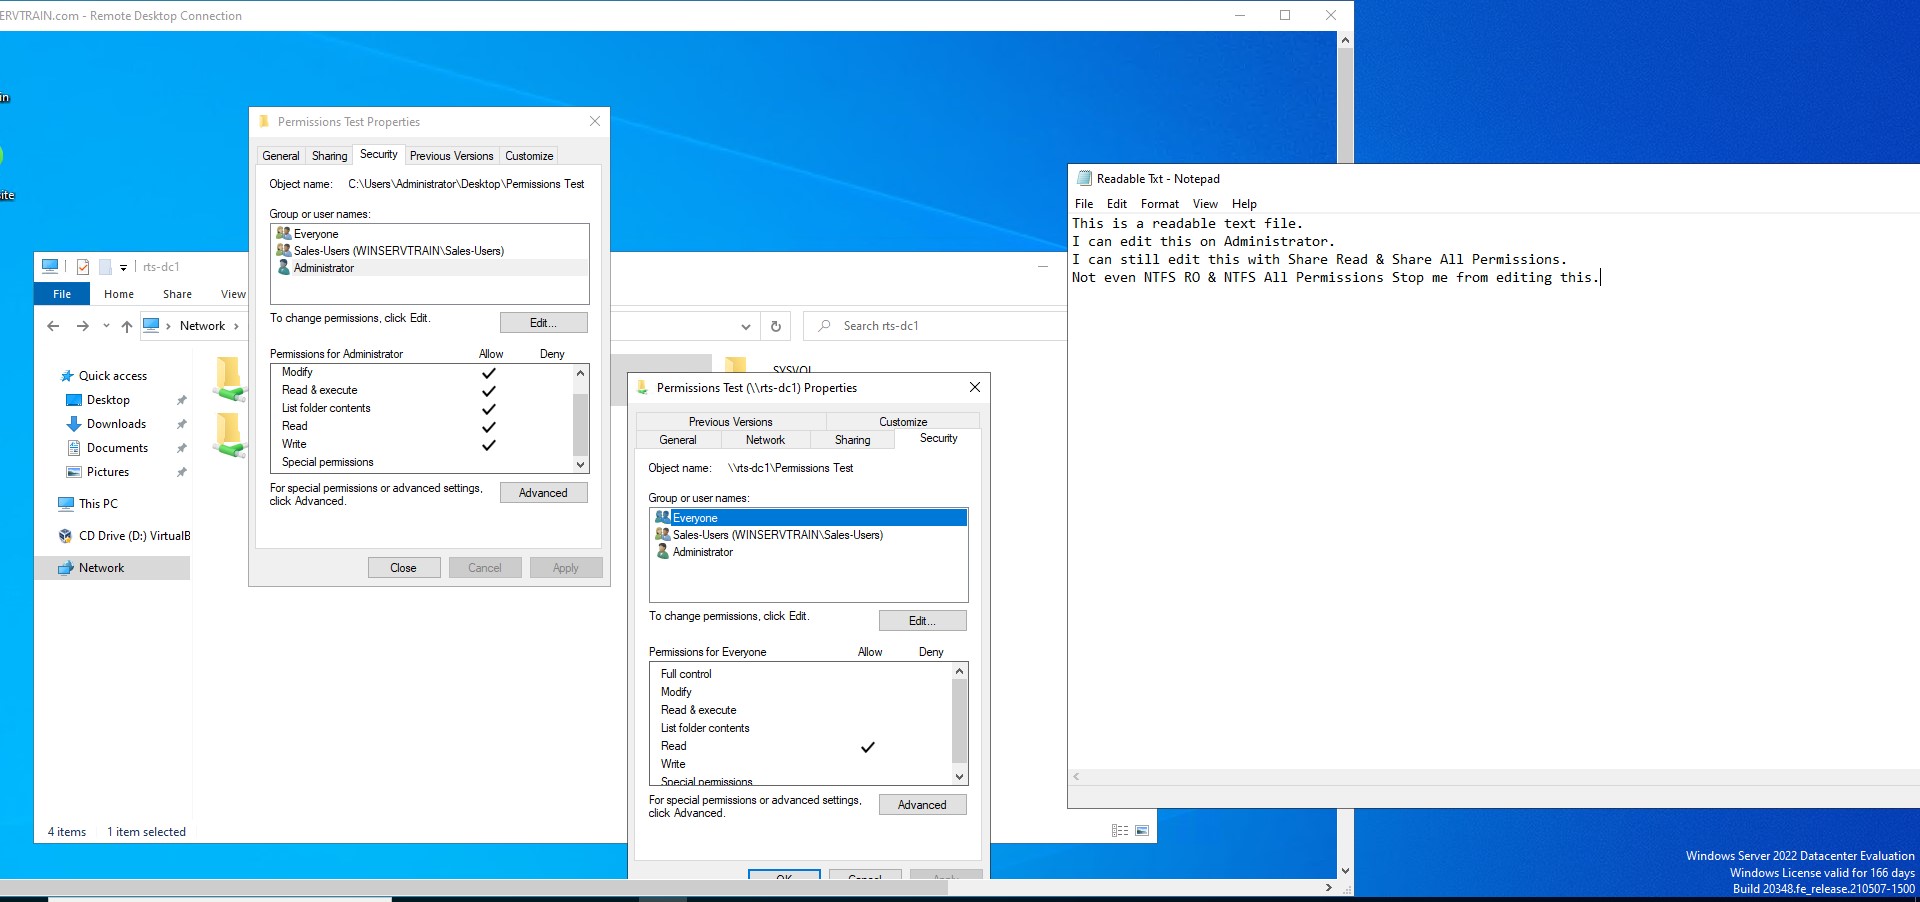 ERVTRAIN.com - Remote Desktop Connection
in
ite
Permissions Test Properties
General Sharing Security Previous Versions Customize
Object name: C:\Users\Administrator\Desktop\Permissions Test
Group or user names:
Everyone
Sales-Users (WINSERVTRAIN\Sales-Users)
Administrator
To change permissions, click Edit.
Edit...
Permissions for Administrator Allow Deny
Modify
Read & execute
List folder contents
Read
Write
Special permissions
For special permissions or advanced settings,
click Advanced.
Advanced
Close Cancel Apply
rts-dc1
File Home Share View
Network
Search rts-dc1
Quick access
Desktop
Downloads
Documents
Pictures
This PC
CD Drive (D:) VirtualB
Network
SYSVOL
4 items 1 item selected
Permissions Test (\\rts-dc1) Properties
Previous Versions Customize
General Network Sharing Security
Object name: \\rts-dc1\Permissions Test
Group or user names:
Everyone
Sales-Users (WINSERVTRAIN\Sales-Users)
Administrator
To change permissions, click Edit.
Edit...
Permissions for Everyone Allow Deny
Full control
Modify
Read & execute
List folder contents
Read
Write
Special permissions
For special permissions or advanced settings,
click Advanced.
Advanced
OK Cancel Apply
Readable Txt - Notepad
File Edit Format View Help
This is a readable text file.
I can edit this on Administrator.
I can still edit this with Share Read & Share All Permissions.
Not even NTFS RO & NTFS All Permissions Stop me from editing this.
Windows Server 2022 Datacenter Evaluation
Windows License valid for 166 days
Build 20348.fe_release.210507-1500